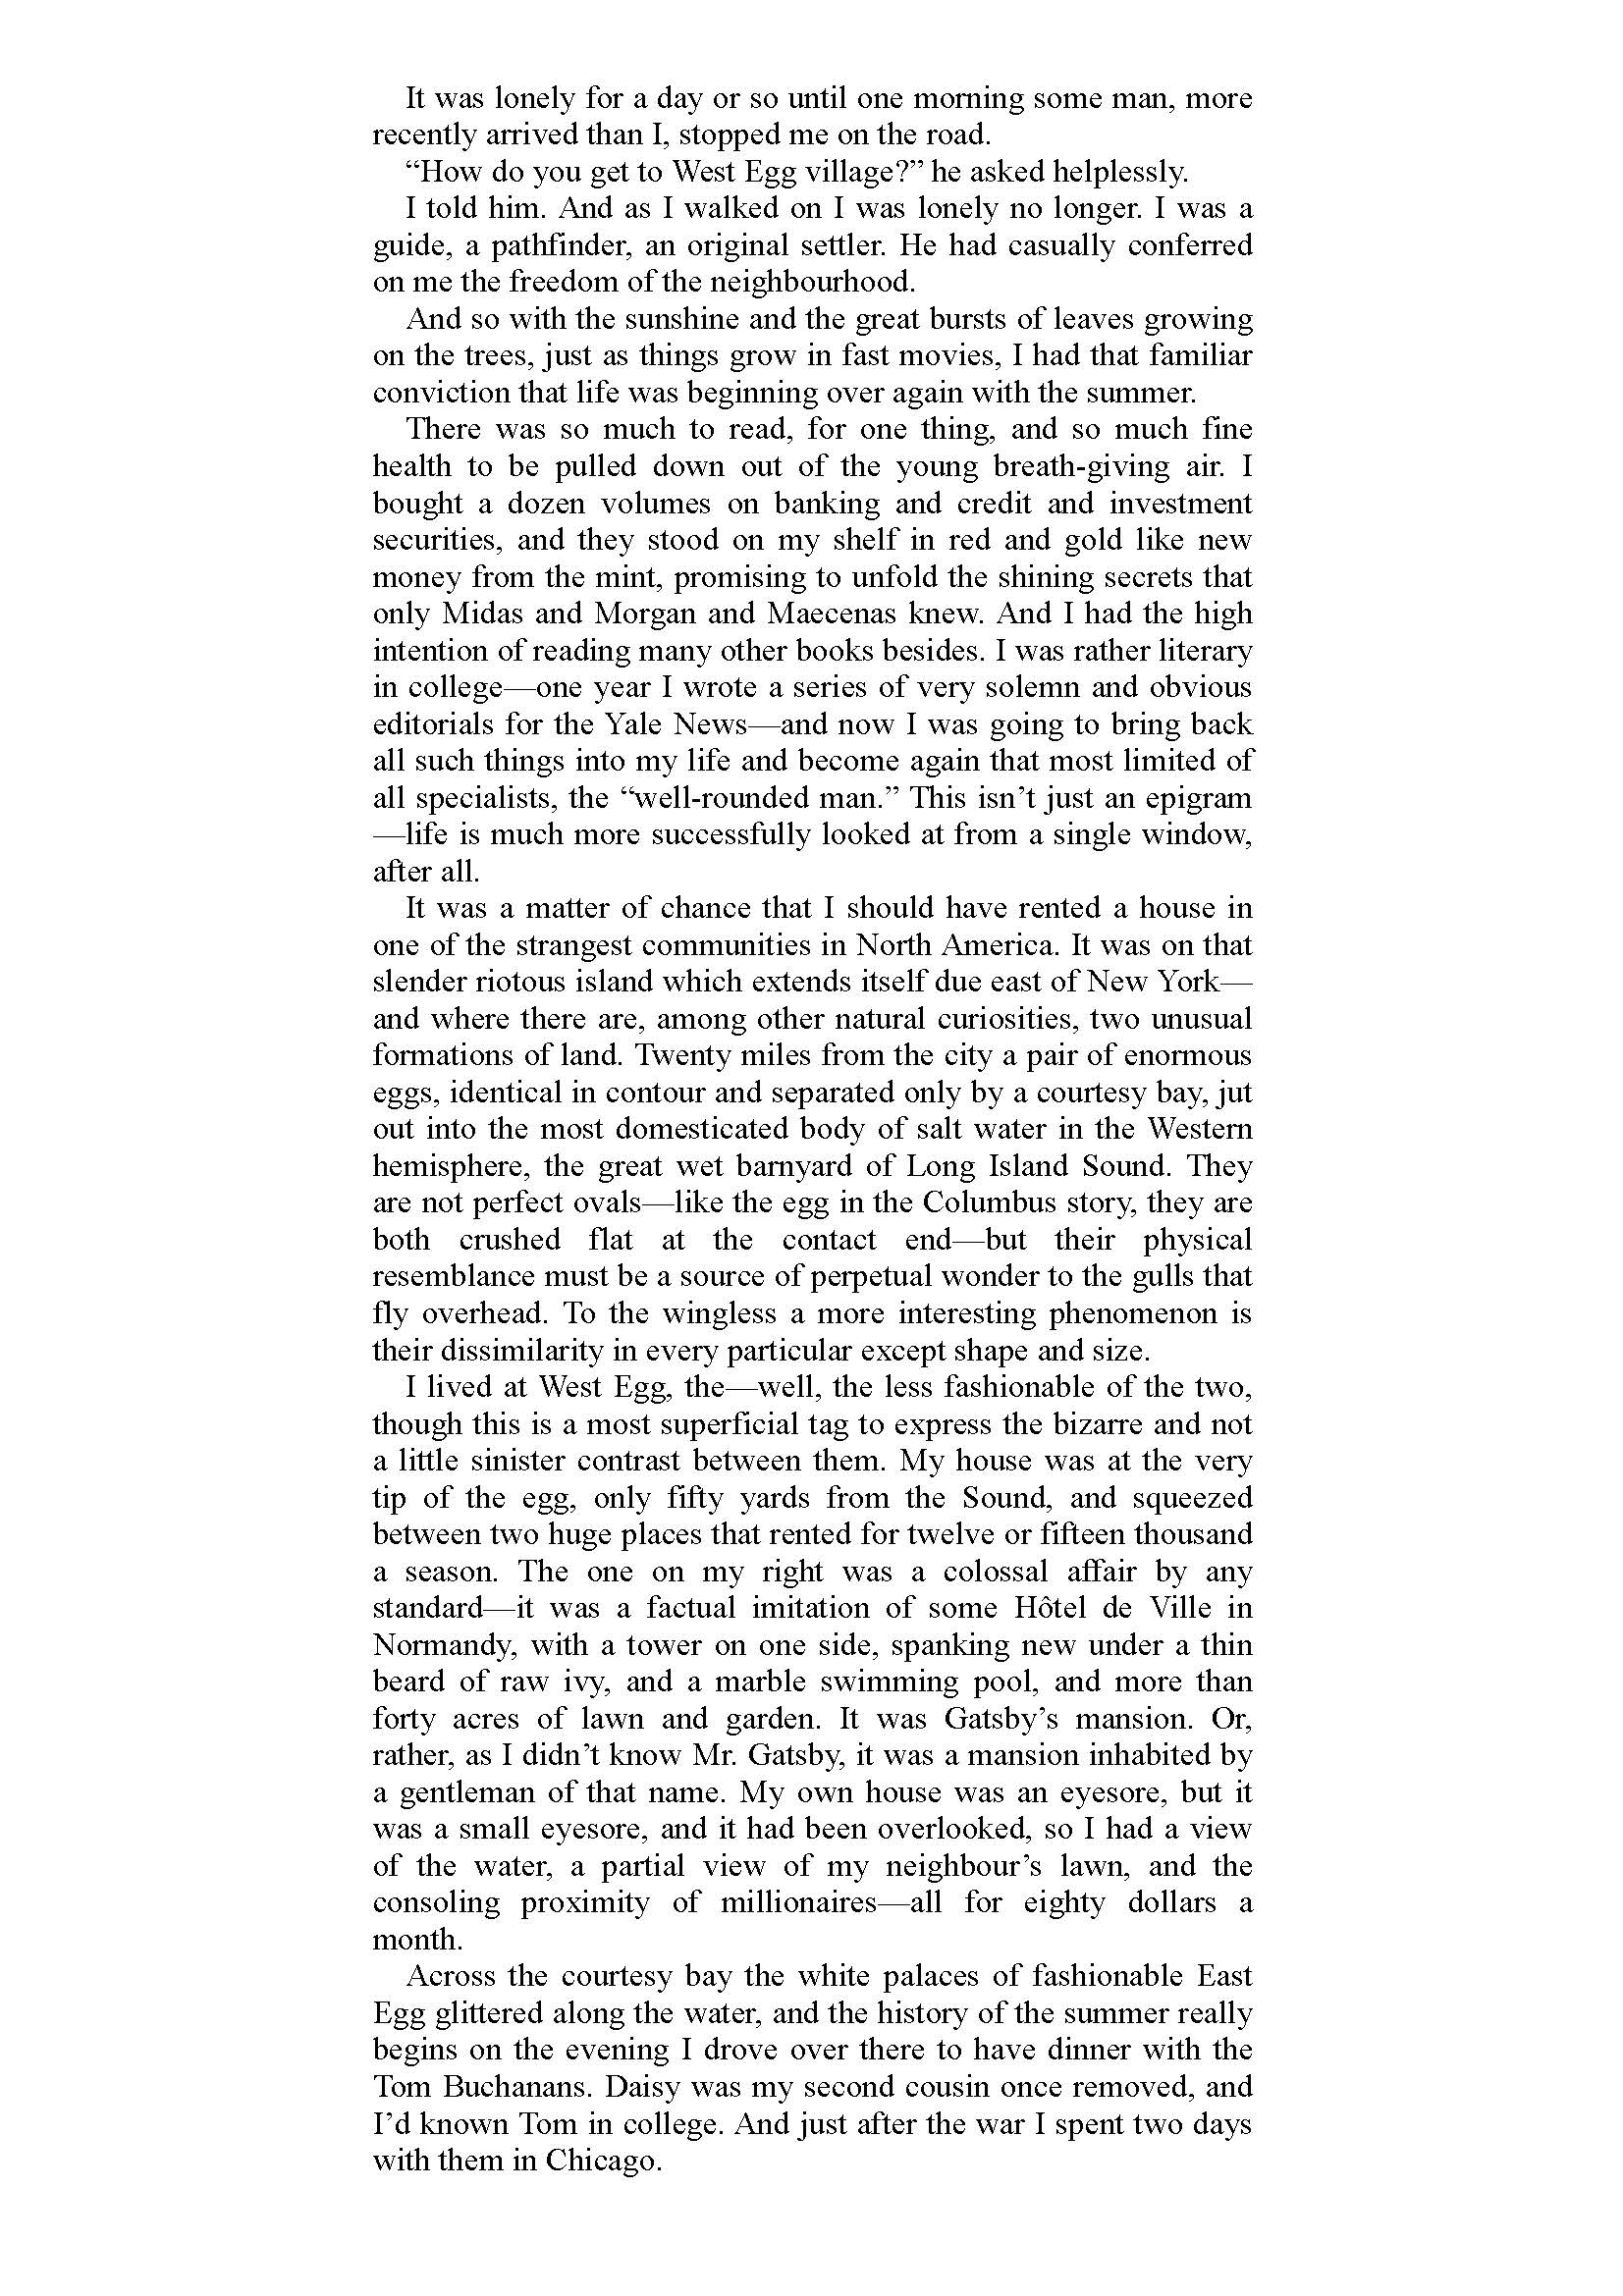 It was lonely for a day or so until one morning some man, more
recently arrived than I, stopped me on the road.
“How do you get to West Egg village?” he asked helplessly.
I told him. And as I walked on I was lonely no longer. I was a
guide, a pathfinder, an original settler. He had casually conferred
on me the freedom of the neighbourhood.
And so with the sunshine and the great bursts of leaves growing
on the trees, just as things grow in fast movies, I had that familiar
conviction that life was beginning over again with the summer.
There was so much to read, for one thing, and so much fine
health to be pulled down out of the young breath-giving air. I
bought a dozen volumes on banking and credit and investment
securities, and they stood on my shelf in red and gold like new
money from the mint, promising to unfold the shining secrets that
only Midas and Morgan and Maecenas knew. And I had the high
intention of reading many other books besides. I was rather literary
in college—one year I wrote a series of very solemn and obvious
editorials for the Yale News—and now I was going to bring back
all such things into my life and become again that most limited of
all specialists, the “well-rounded man.” This isn’t just an epigram
—life is much more successfully looked at from a single window,
after all.
It was a matter of chance that I should have rented a house in
one of the strangest communities in North America. It was on that
slender riotous island which extends itself due east of New York—
and where there are, among other natural curiosities, two unusual
formations of land. Twenty miles from the city a pair of enormous
eggs, identical in contour and separated only by a courtesy bay, jut
out into the most domesticated body of salt water in the Western
hemisphere, the great wet barnyard of Long Island Sound. They
are not perfect ovals—like the egg in the Columbus story, they are
both crushed flat at the contact end—but their physical
resemblance must be a source of perpetual wonder to the gulls that
fly overhead. To the wingless a more interesting phenomenon is
their dissimilarity in every particular except shape and size.
I lived at West Egg, the—well, the less fashionable of the two,
though this is a most superficial tag to express the bizarre and not
a little sinister contrast between them. My house was at the very
tip of the egg, only fifty yards from the Sound, and squeezed
between two huge places that rented for twelve or fifteen thousand
a season. The one on my right was a colossal affair by any
standard—it was a factual imitation of some Hôtel de Ville in
Normandy, with a tower on one side, spanking new under a thin
beard of raw ivy, and a marble swimming pool, and more than
forty acres of lawn and garden. It was Gatsby’s mansion. Or,
rather, as I didn’t know Mr. Gatsby, it was a mansion inhabited by
a gentleman of that name. My own house was an eyesore, but it
was a small eyesore, and it had been overlooked, so I had a view
of the water, a partial view of my neighbour’s lawn, and the
consoling proximity of millionaires—all for eighty dollars a
month.
Across the courtesy bay the white palaces of fashionable East
Egg glittered along the water, and the history of the summer really
begins on the evening I drove over there to have dinner with the
Tom Buchanans. Daisy was my second cousin once removed, and
I’d known Tom in college. And just after the war I spent two days
with them in Chicago.